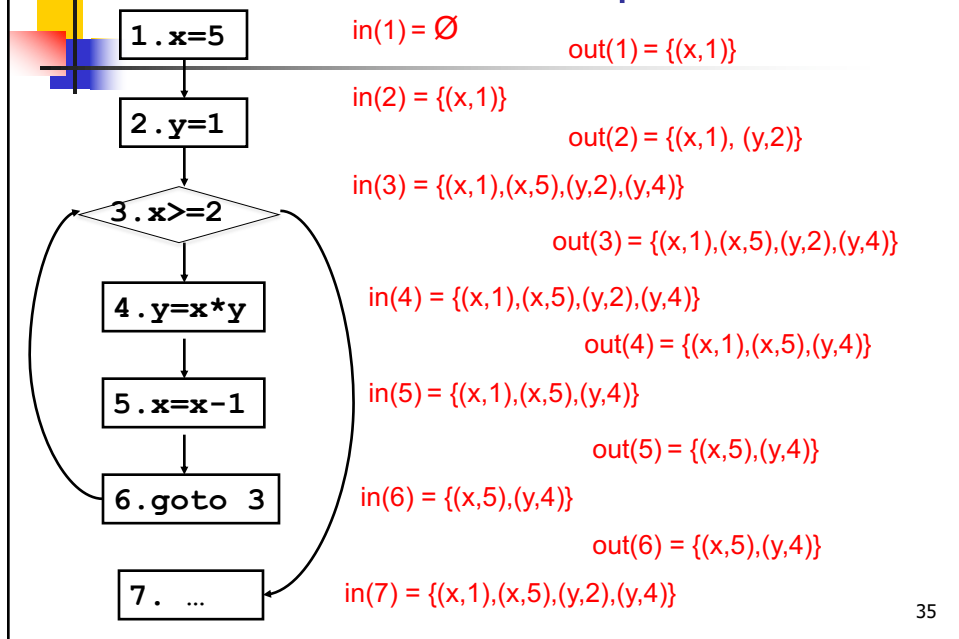 1.x=5
in(1) = Ø
out(1) = {(x,1)}
in(2) = {(x,1)}
2.y=1
out(2) = {(x,1), (y,2)}
in(3) = {(x,1),(x,5),(y,2),(y,4)}
3.x>=2
out(3) = {(x,1),(x,5),(y,2),(y,4)}
in(4) = {(x,1),(x,5),(y,2),(y,4)}
4.y=x*y
out(4) = {(x,1),(x,5),(y,4)}
in(5) = {(x,1),(x,5),(y,4)}
5.x=x-1
out(5) = {(x,5),(y,4)}
6.goto 3
in(6) = {(x,5),(y,4)}
out(6) = {(x,5),(y,4)}
7. …
in(7) = {(x,1),(x,5),(y,2),(y,4)}
35